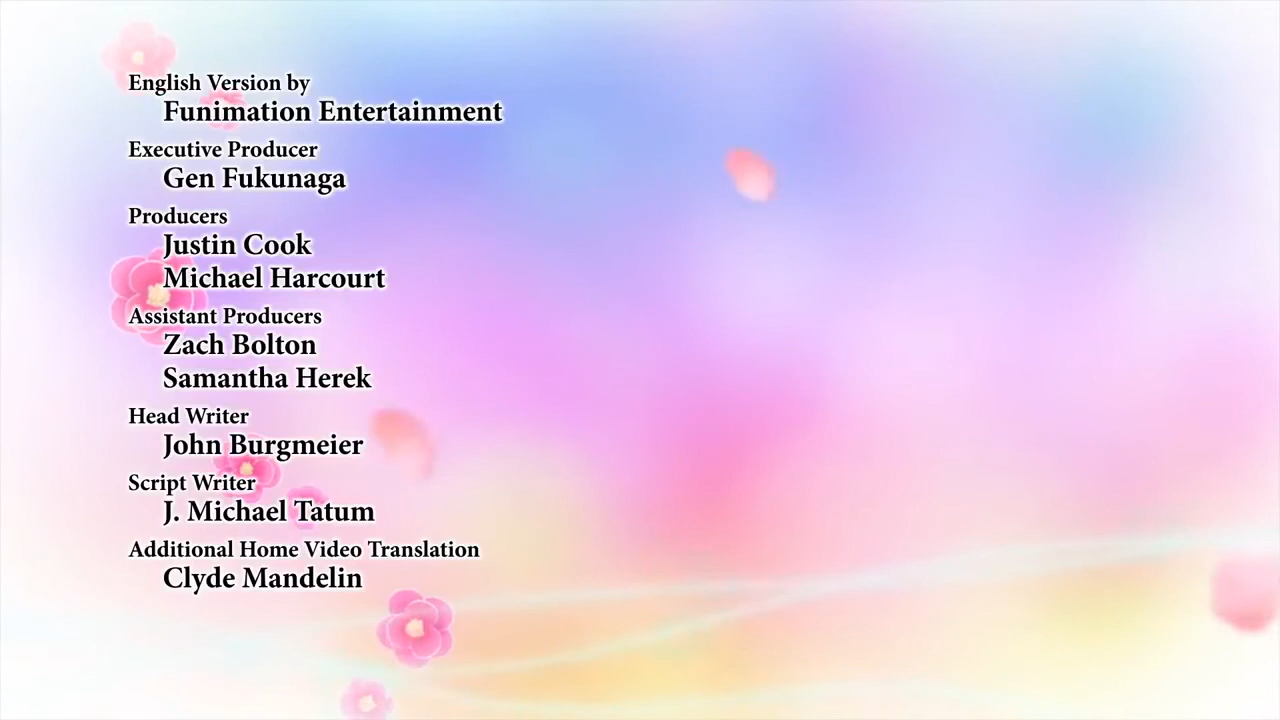 English Version by
Funimation Entertainment
Executive Producer
Gen Fukunaga
Producers
Justin Cook
Michael Harcourt
Assistant Producers
Zach Bolton
Samantha Herek
Head Writer
John Burgmeier
Script Writer
J. Michael Tatum
Additional Home Video Translation
Clyde Mandelin